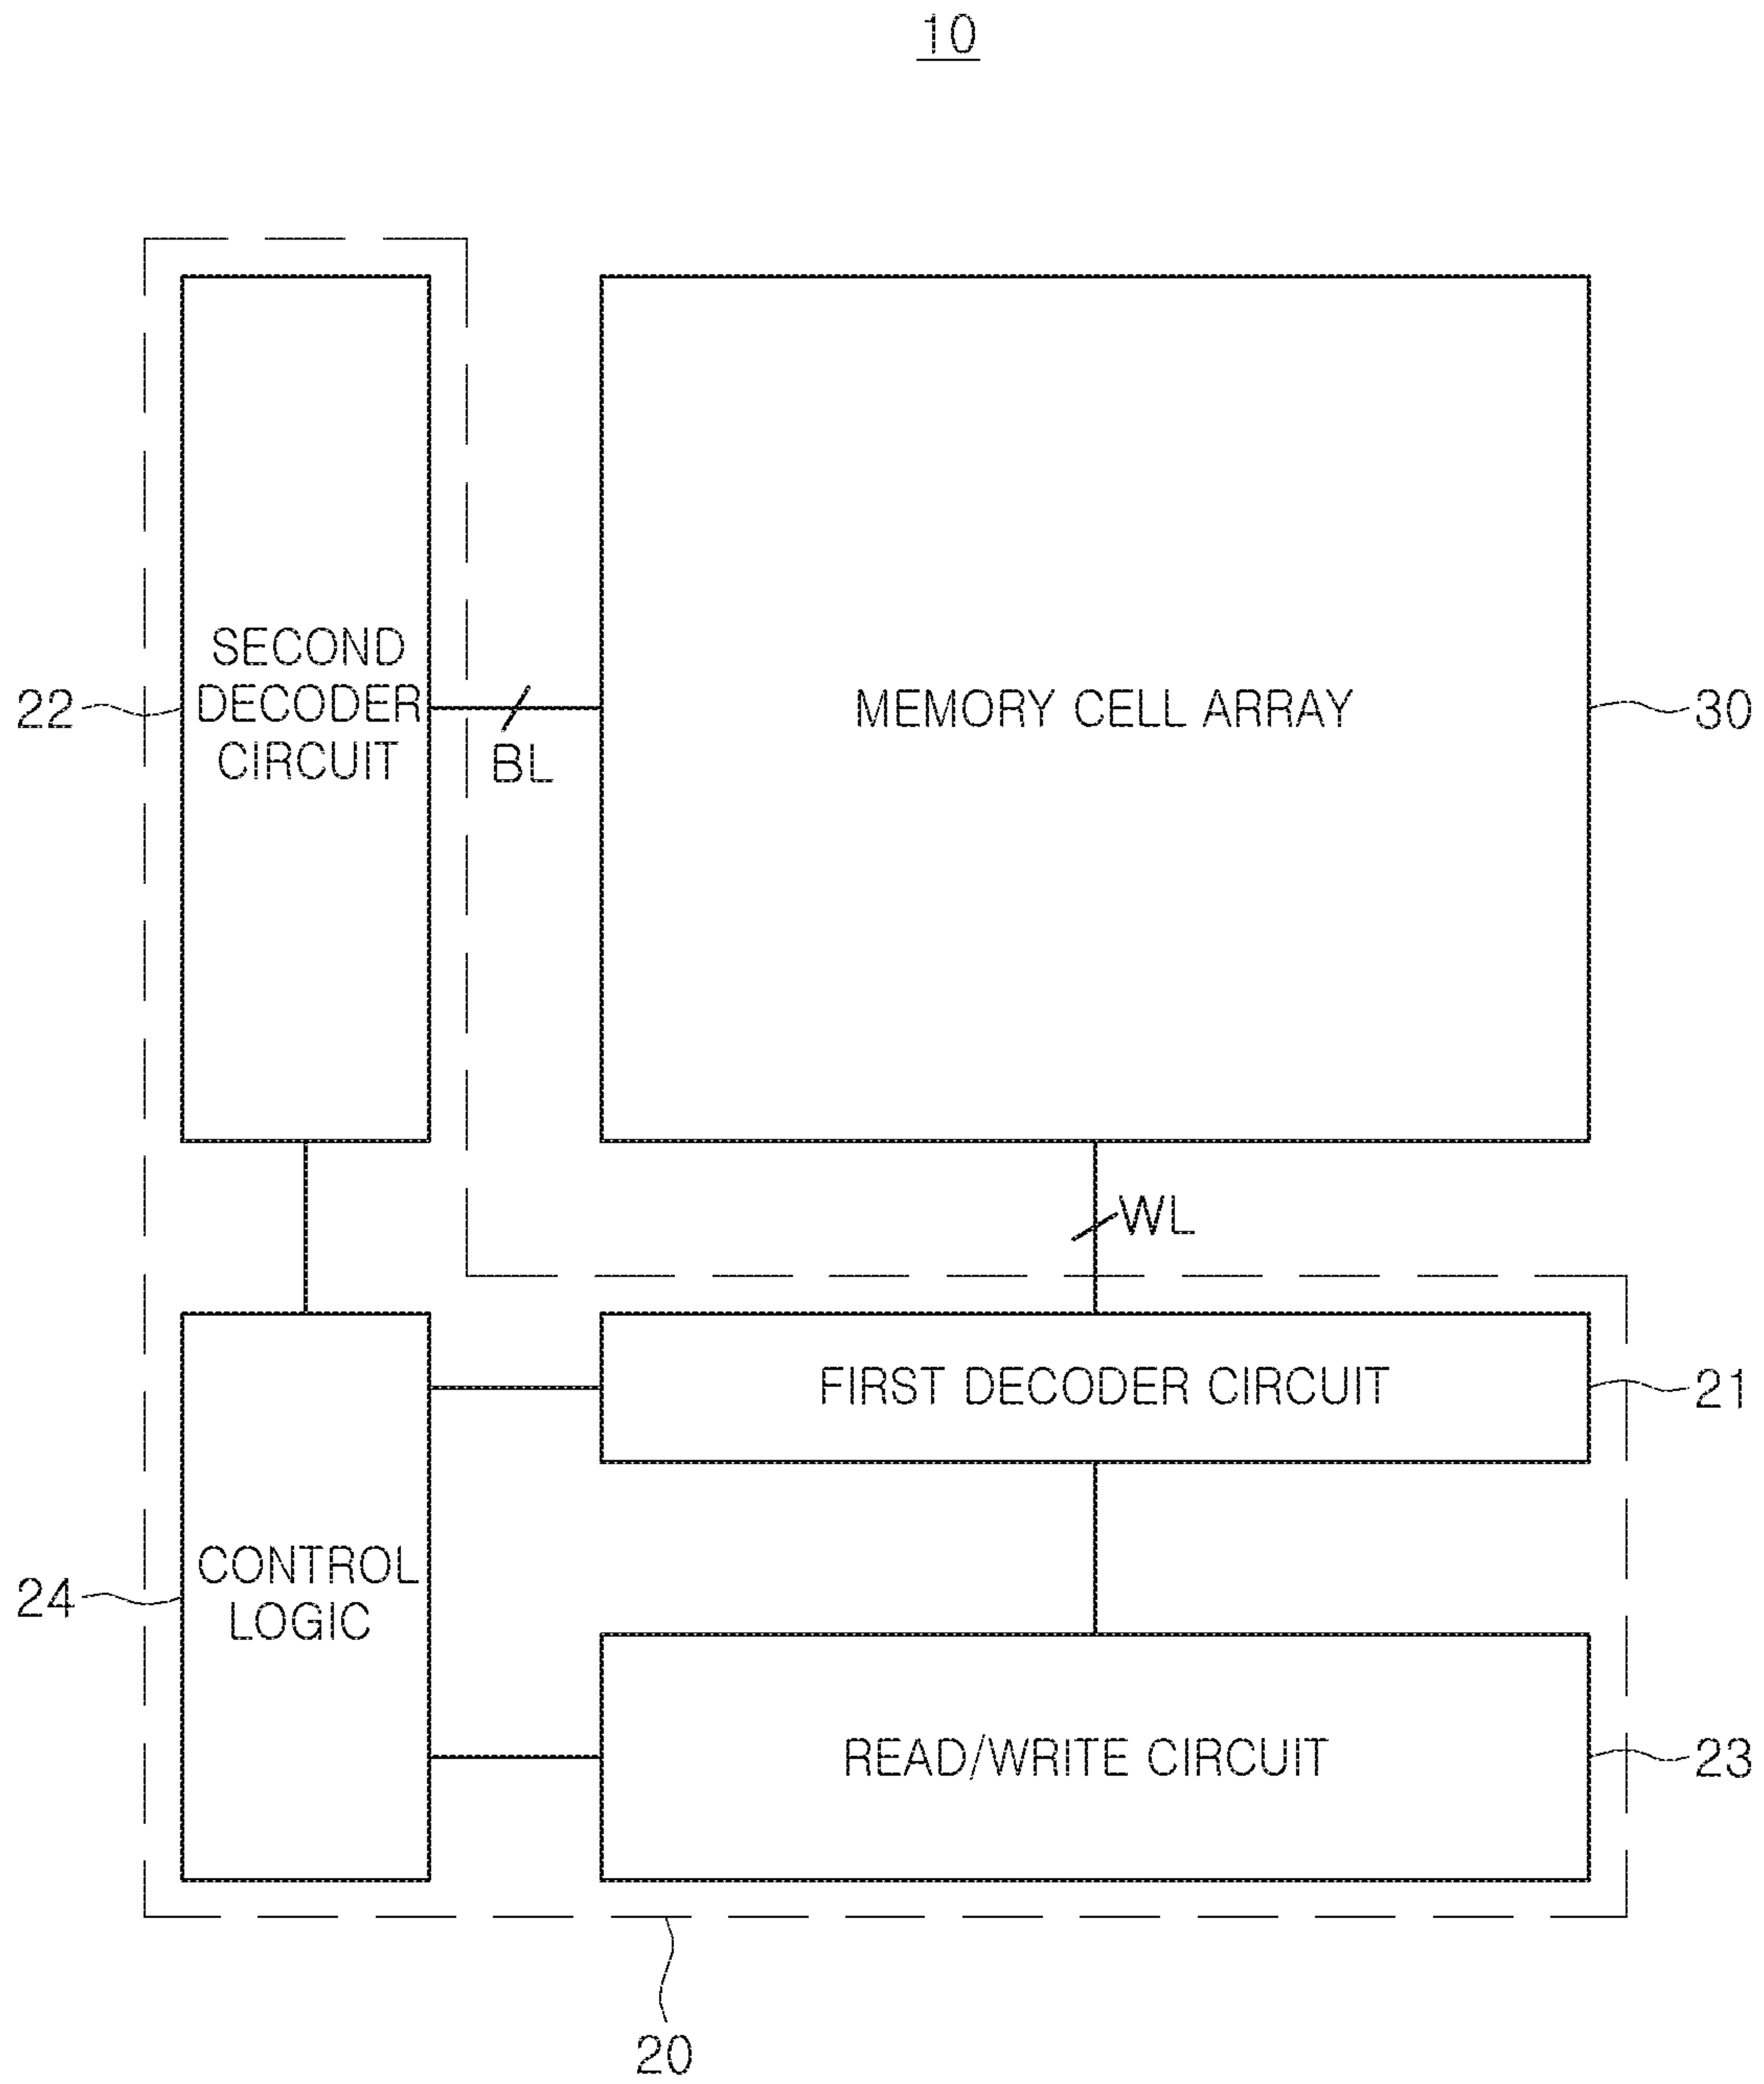 10
SECOND
DECODER
CIRCUIT
22
BL
MEMORY CELL ARRAY
30
WL
FIRST DECODER CIRCUIT
21
CONTROL
LOGIC
24
READ/WRITE CIRCUIT
23
20